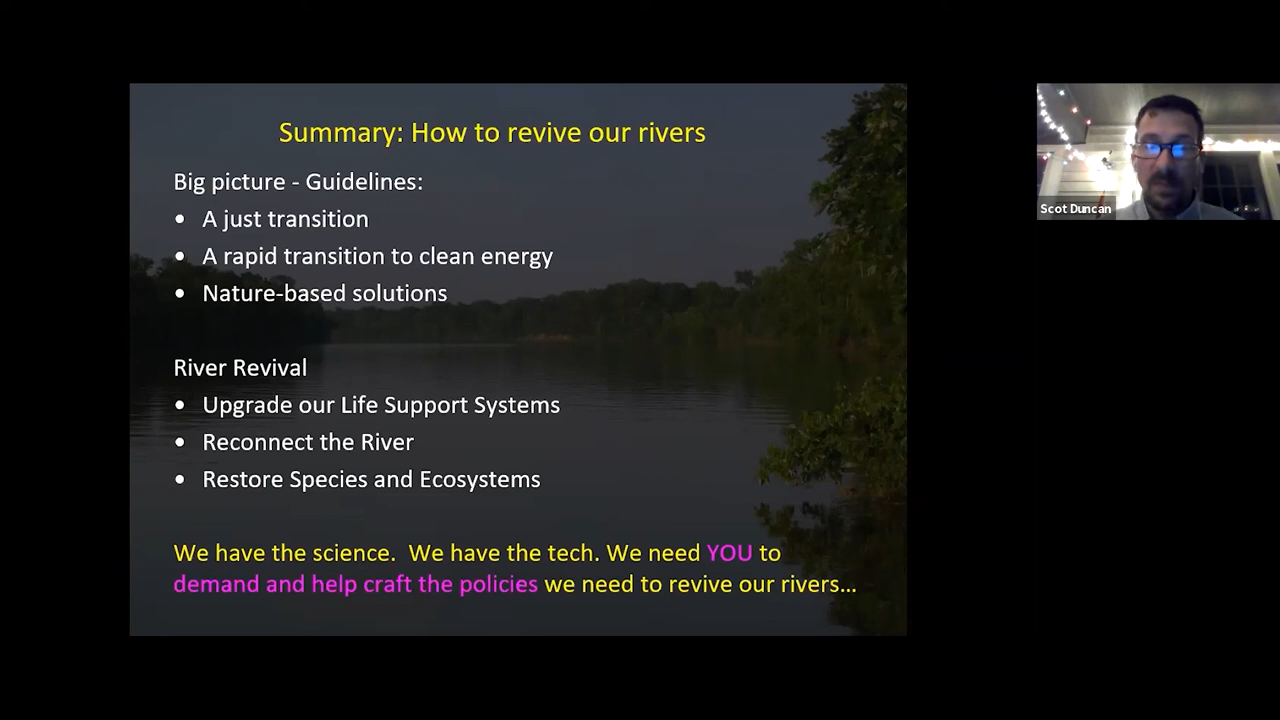 Summary: How to revive our rivers
Big picture - Guidelines:
• A just transition
• A rapid transition to clean energy
• Nature-based solutions
River Revival
• Upgrade our Life Support Systems
• Reconnect the River
• Restore Species and Ecosystems
We have the science.  We have the tech. We need YOU to
demand and help craft the policies we need to revive our rivers…
Scot Duncan